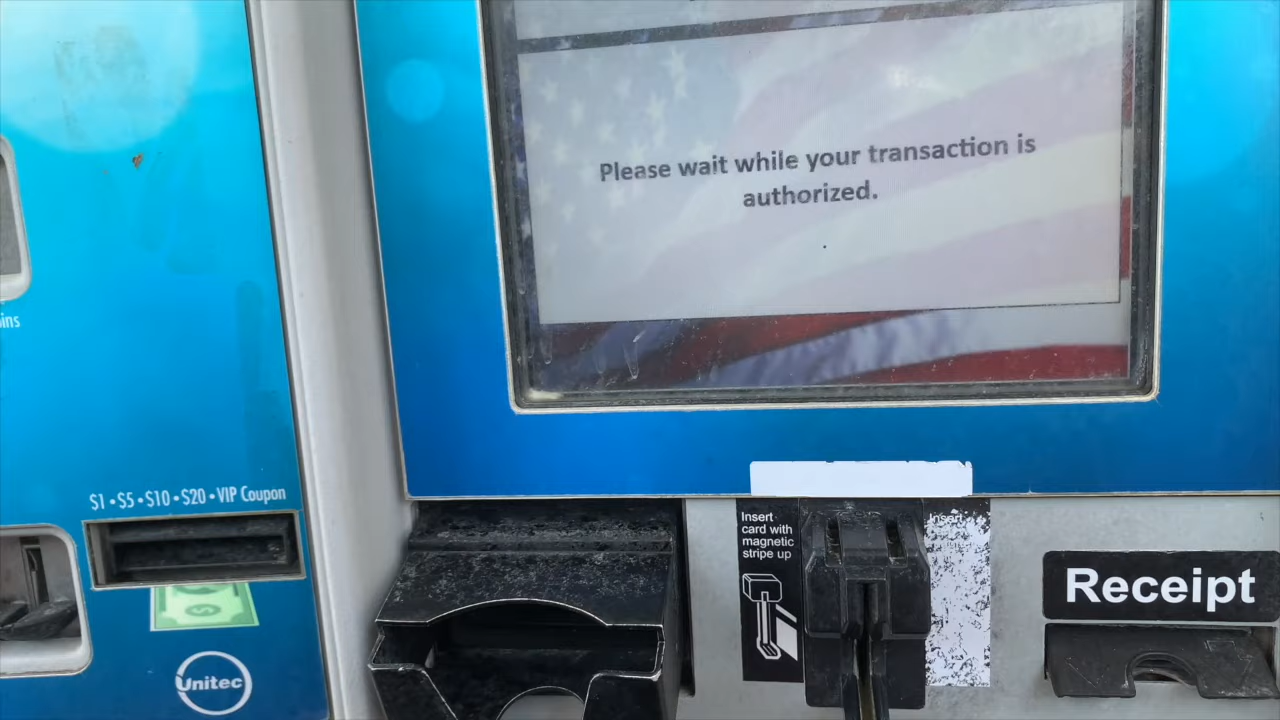 Please wait while your transaction is
authorized.
$1 • $5 • $10 • $20 • VIP Coupon
Insert
card with
magnetic
stripe up
Insert
Receipt
Unitec